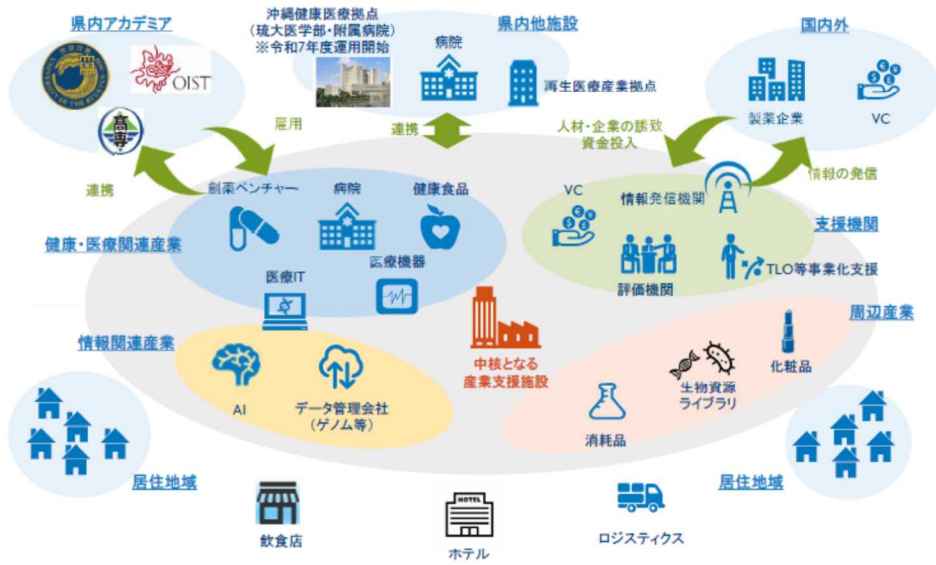 県内アカデミア
沖縄健康医療拠点
(琉大医学部・附属病院)
※令和7年度運用開始
県内他施設
国内外
OIST
高専
病院
再生医療産業拠点
製薬企業
VC
雇用
連携
連携
人材・企業の誘致
資金投入
情報の発信
創薬ベンチャー
病院
健康食品
VC
情報発信機関
支援機関
健康・医療関連産業
医療IT
医療機器
評価機関
TLO等事業化支援
周辺産業
情報関連産業
AI
データ管理会社
(ゲノム等)
中核となる
産業支援施設
化粧品
生物資源
ライブラリ
消耗品
居住地域
居住地域
飲食店
HOTEL
ホテル
ロジスティクス